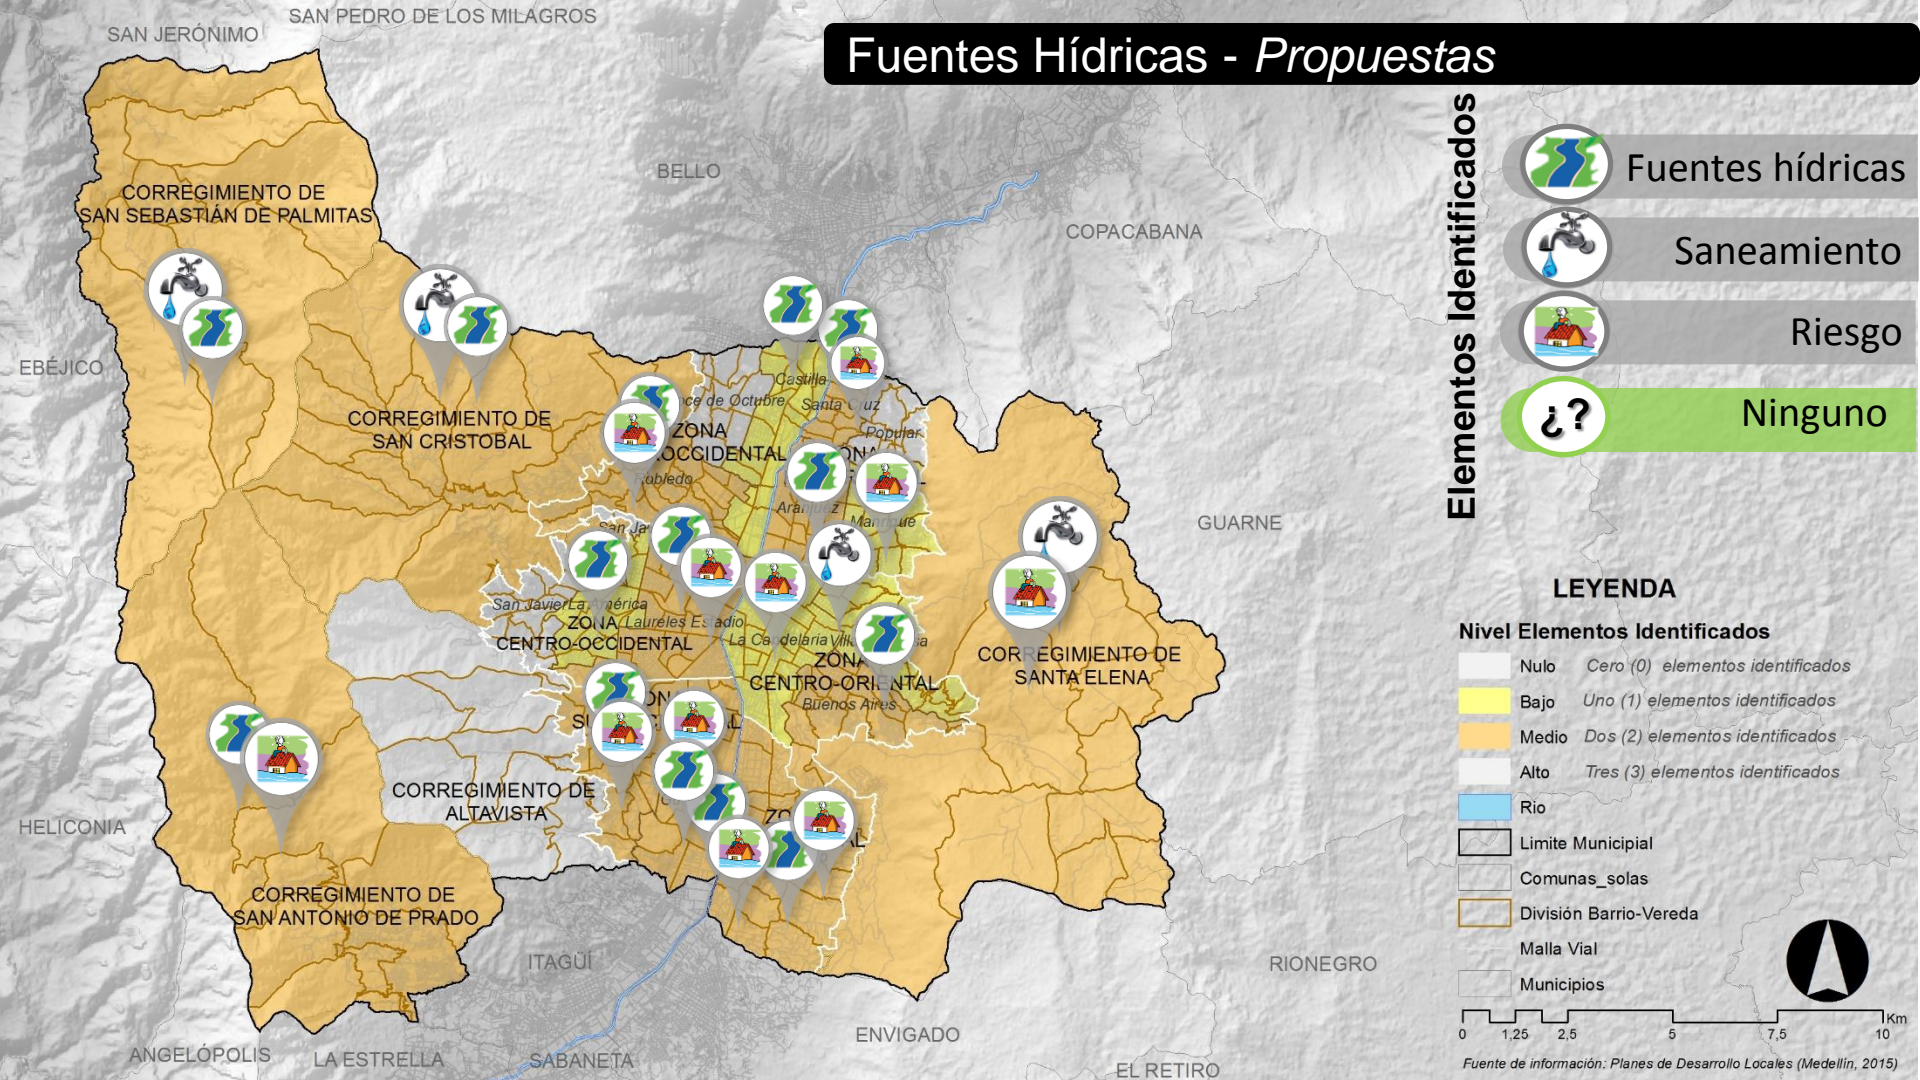 SAN PEDRO DE LOS MILAGROS
SAN JERÓNIMO
Fuentes Hídricas - Propuestas
Elementos Identificados
Fuentes hídricas
Saneamiento
Riesgo
¿?
Ninguno
BELLO
COPACABANA
CORREGIMIENTO DE
SAN SEBASTIÁN DE PALMITAS
EBÉJICO
CORREGIMIENTO DE
SAN CRISTOBAL
Castilla
ce de Octubre
Santa Cruz
Popular
ZONA
OCCIDENTAL
Robledo
Aranjuez
Manrique
GUARNE
San Javier
La América
ZONA
CENTRO-OCCIDENTAL
Laureles Estadio
La Candelaria
ZONA
CENTRO-ORIENTAL
Buenos Aires
CORREGIMIENTO DE
SANTA ELENA
CORREGIMIENTO DE
ALTAVISTA
HELICONIA
CORREGIMIENTO DE
SAN ANTONIO DE PRADO
ITAGÜÍ
RIONEGRO
ENVIGADO
ANGELÓPOLIS
LA ESTRELLA
SABANETA
EL RETIRO
LEYENDA
Nivel Elementos Identificados
Nulo Cero (0) elementos identificados
Bajo Uno (1) elementos identificados
Medio Dos (2) elementos identificados
Alto Tres (3) elementos identificados
Rio
Limite Municipial
Comunas_solas
División Barrio-Vereda
Malla Vial
Municipios
Km
0 1,25 2,5 5 7,5 10
Fuente de información: Planes de Desarrollo Locales (Medellín, 2015)